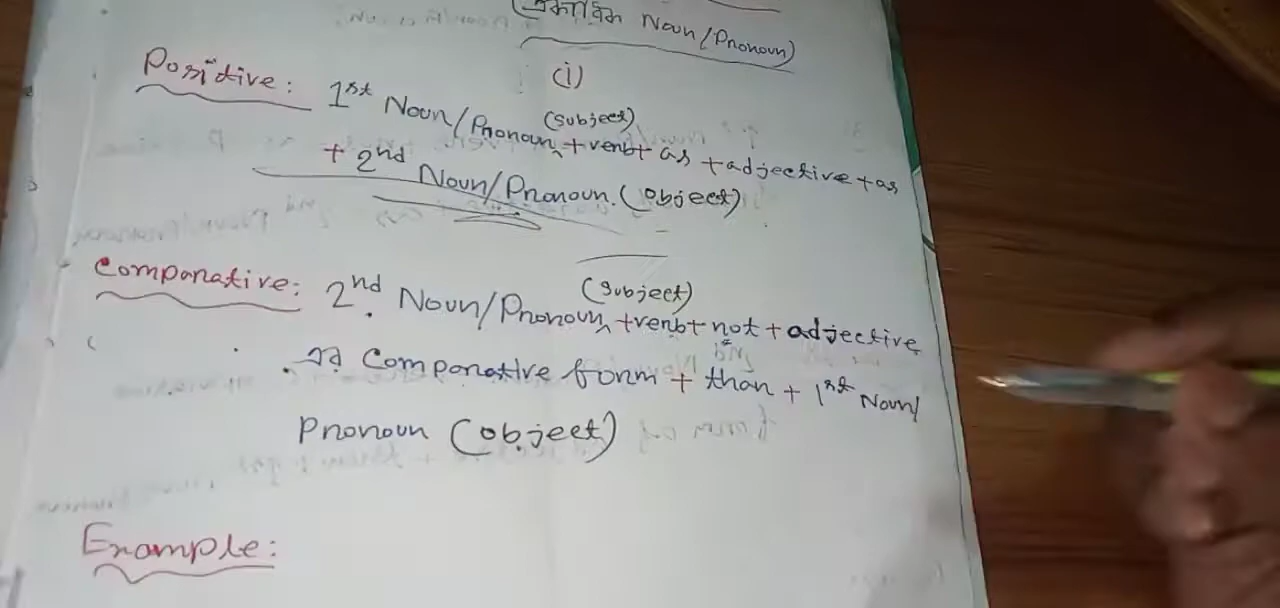 (একাধিক Noun/Pronoun)
(i)
Positive: 1st Noun/Pronoun (subject) + verb + as + adjective + as
+ 2nd Noun/Pronoun. (object)
Comparative: 2nd Noun/Pronoun (subject) + verb + not + adjective
এর Comparative form + than + 1st Noun/
Pronoun (object)
Example: